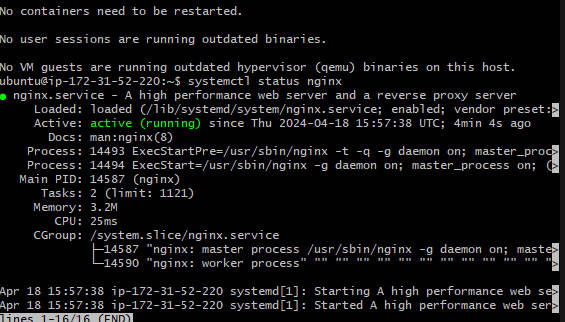 No containers need to be restarted.
No user sessions are running outdated binaries.
No VM guests are running outdated hypervisor (qemu) binaries on this host.
ubuntu@ip-172-31-52-220:~$ systemctl status nginx
● nginx.service - A high performance web server and a reverse proxy server
Loaded: loaded (/lib/systemd/system/nginx.service; enabled; vendor preset:>
Active: active (running) since Thu 2024-04-18 15:57:38 UTC; 4min 4s ago
Docs: man:nginx(8)
Process: 14493 ExecStartPre=/usr/sbin/nginx -t -q -g daemon on; master_proc>
Process: 14494 ExecStart=/usr/sbin/nginx -g daemon on; master_process on; (>
Main PID: 14587 (nginx)
Tasks: 2 (limit: 1121)
Memory: 3.2M
CPU: 25ms
CGroup: /system.slice/nginx.service
├─14587 "nginx: master process /usr/sbin/nginx -g daemon on; maste>
└─14590 "nginx: worker process" "" "" "" "" "" "" "" "" "" "" "" ">
Apr 18 15:57:38 ip-172-31-52-220 systemd[1]: Starting A high performance web se>
Apr 18 15:57:38 ip-172-31-52-220 systemd[1]: Started A high performance web ser>
lines 1-16/16 (END)